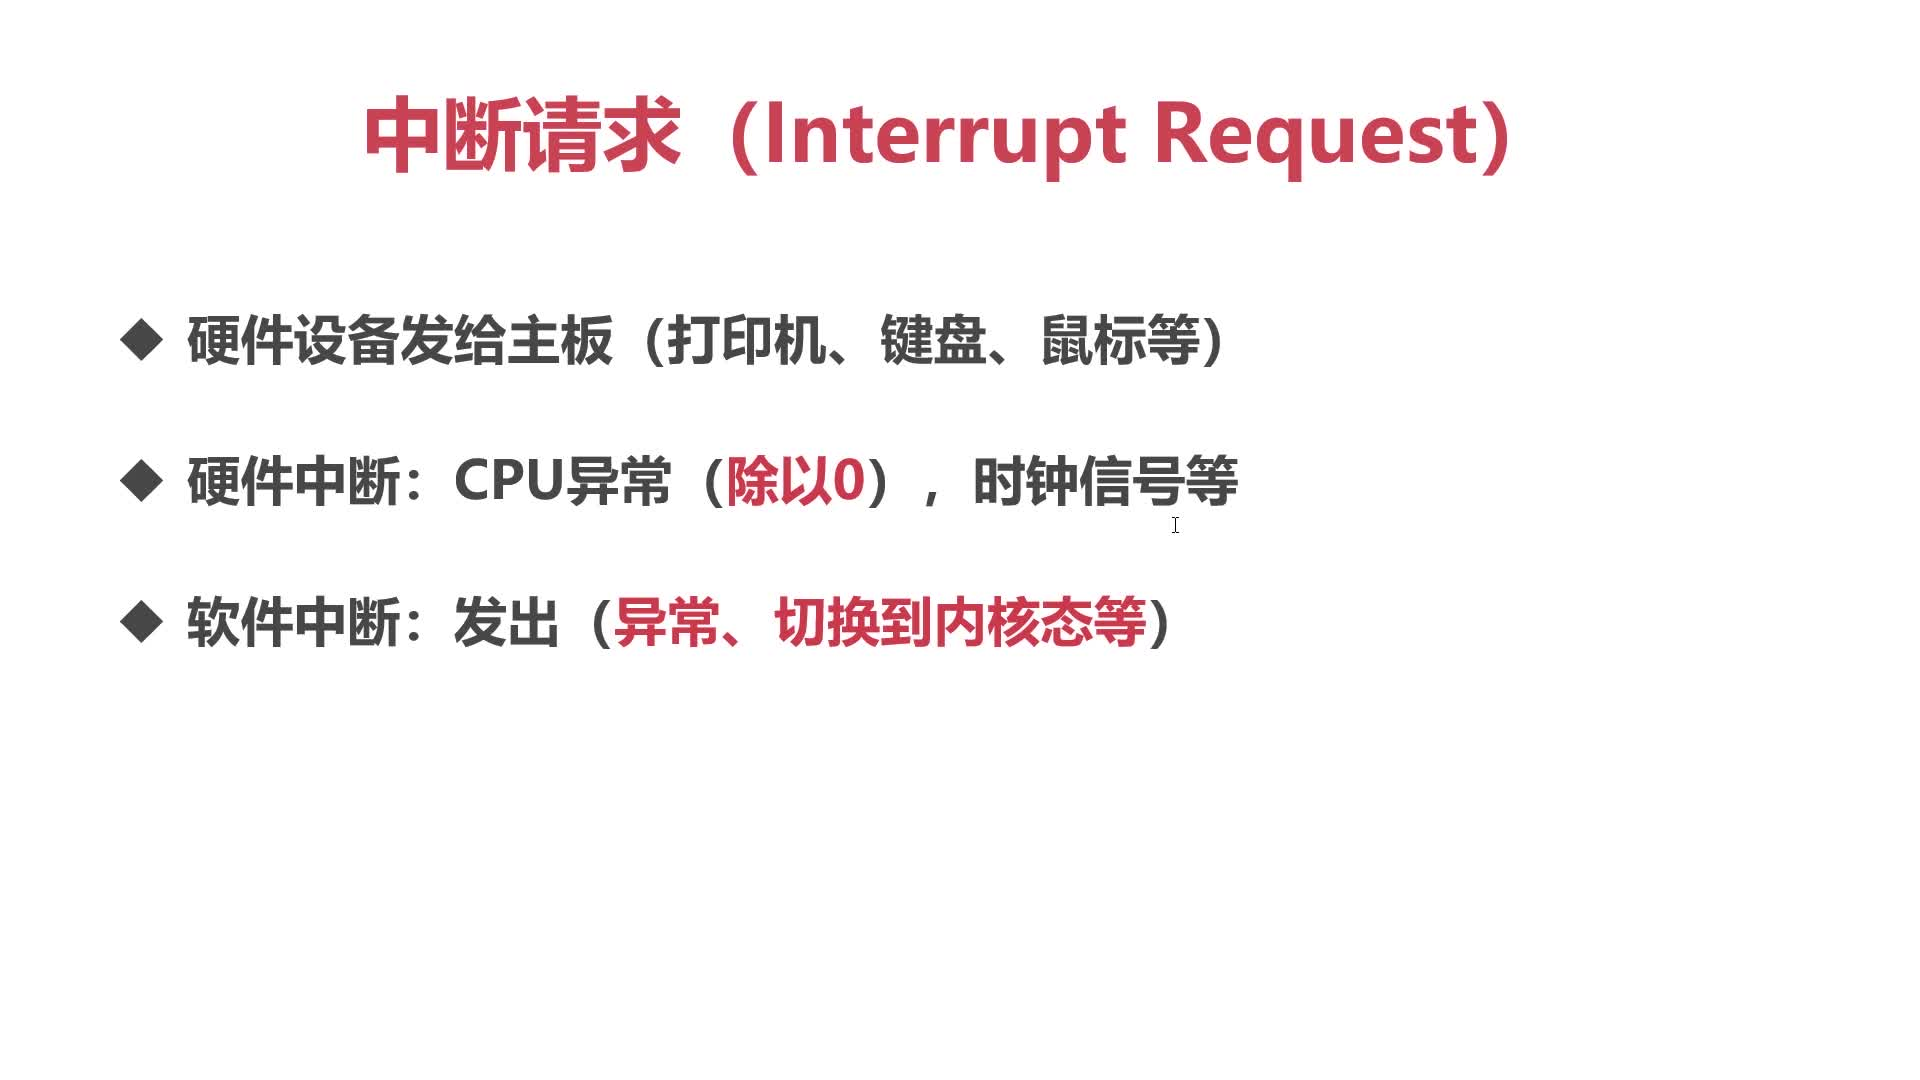 中断请求（Interrupt Request）
◆ 硬件设备发给主板（打印机、键盘、鼠标等）
◆ 硬件中断：CPU异常（除以0），时钟信号等
◆ 软件中断：发出（异常、切换到内核态等）